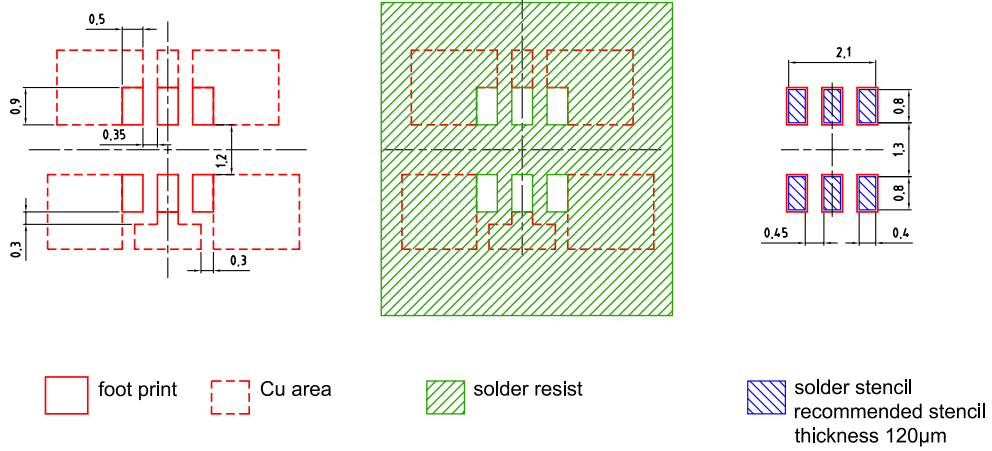 0.5
2.1
0.9
0.8
0.35
1.2
1.3
0.8
0.3
0.3
0.45
0.4
foot print
Cu area
solder resist
solder stencil
recommended stencil
thickness 120µm